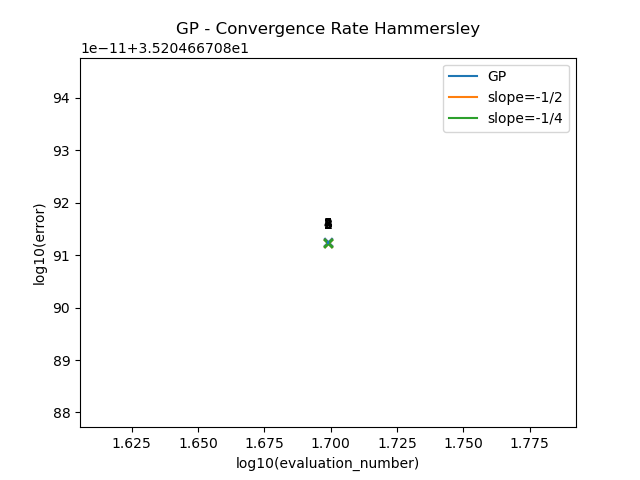 GP - Convergence Rate Hammersley
1e−11+3.520466708e1
GP
slope=-1/2
slope=-1/4
94
93
92
91
90
89
88
log10(error)
1.625 1.650 1.675 1.700 1.725 1.750 1.775
log10(evaluation_number)